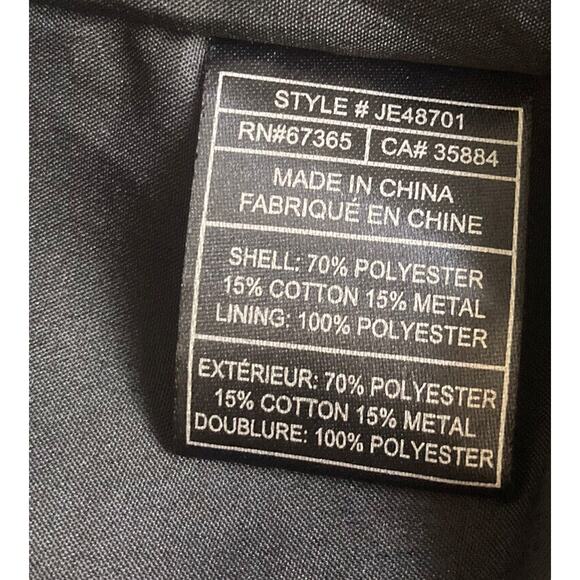 STYLE # JE48701
RN#67365 CA# 35884
MADE IN CHINA
FABRIQUÉ EN CHINE
SHELL: 70% POLYESTER
15% COTTON 15% METAL
LINING: 100% POLYESTER
EXTÉRIEUR: 70% POLYESTER
15% COTTON 15% METAL
DOUBLURE: 100% POLYESTER